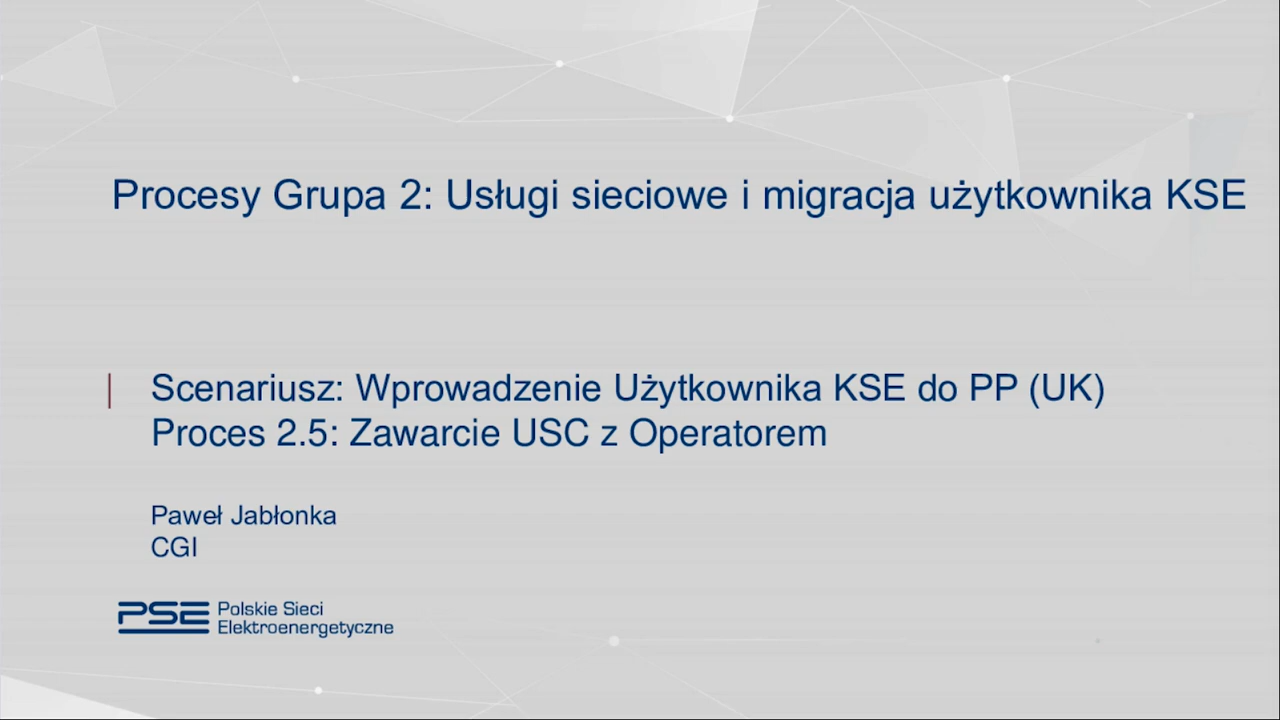 Procesy Grupa 2: Usługi sieciowe i migracja użytkownika KSE
Scenariusz: Wprowadzenie Użytkownika KSE do PP (UK)
Proces 2.5: Zawarcie USC z Operatorem
Paweł Jabłonka
CGI
PSE Polskie Sieci
Elektroenergetyczne